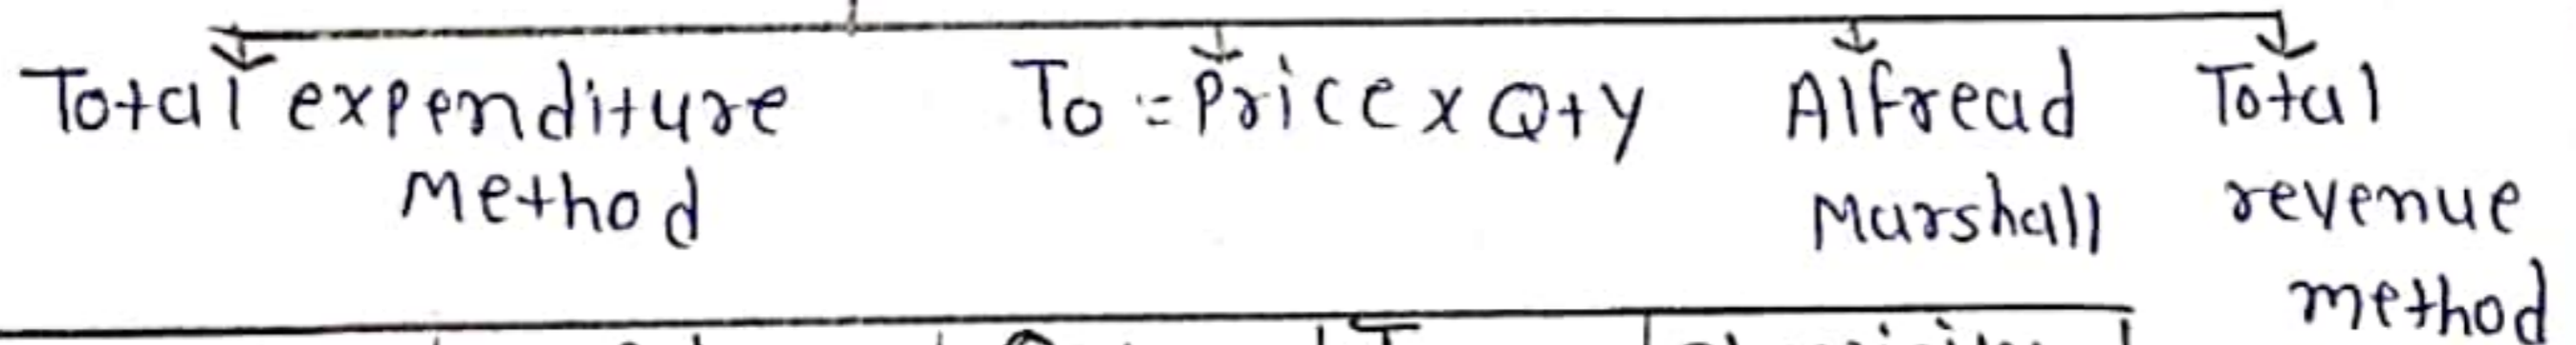 Total expenditure
Method
To = Price x Qty
Alfread
Marshall
Total
revenue
method